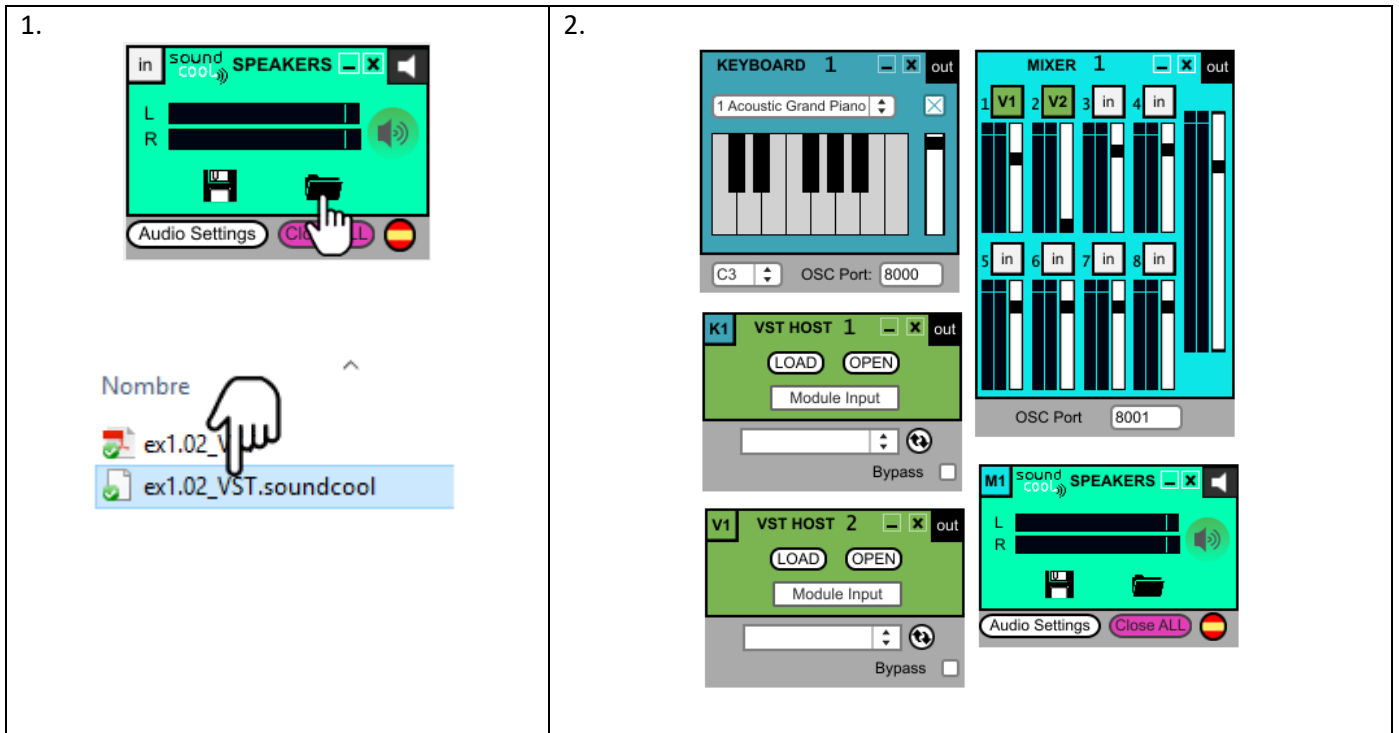 1.
in sound cool SPEAKERS
L
R
Audio Settings
Nombre
ex1.02_V
ex1.02_VST.soundcool
2.
KEYBOARD 1 out
1 Acoustic Grand Piano
C3 OSC Port: 8000
K1 VST HOST 1 out
LOAD OPEN
Module Input
Bypass
V1 VST HOST 2 out
LOAD OPEN
Module Input
Bypass
MIXER 1 out
1 V1 2 V2 3 in 4 in
5 in 6 in 7 in 8 in
OSC Port 8001
M1 sound cool SPEAKERS
L
R
Audio Settings Close ALL